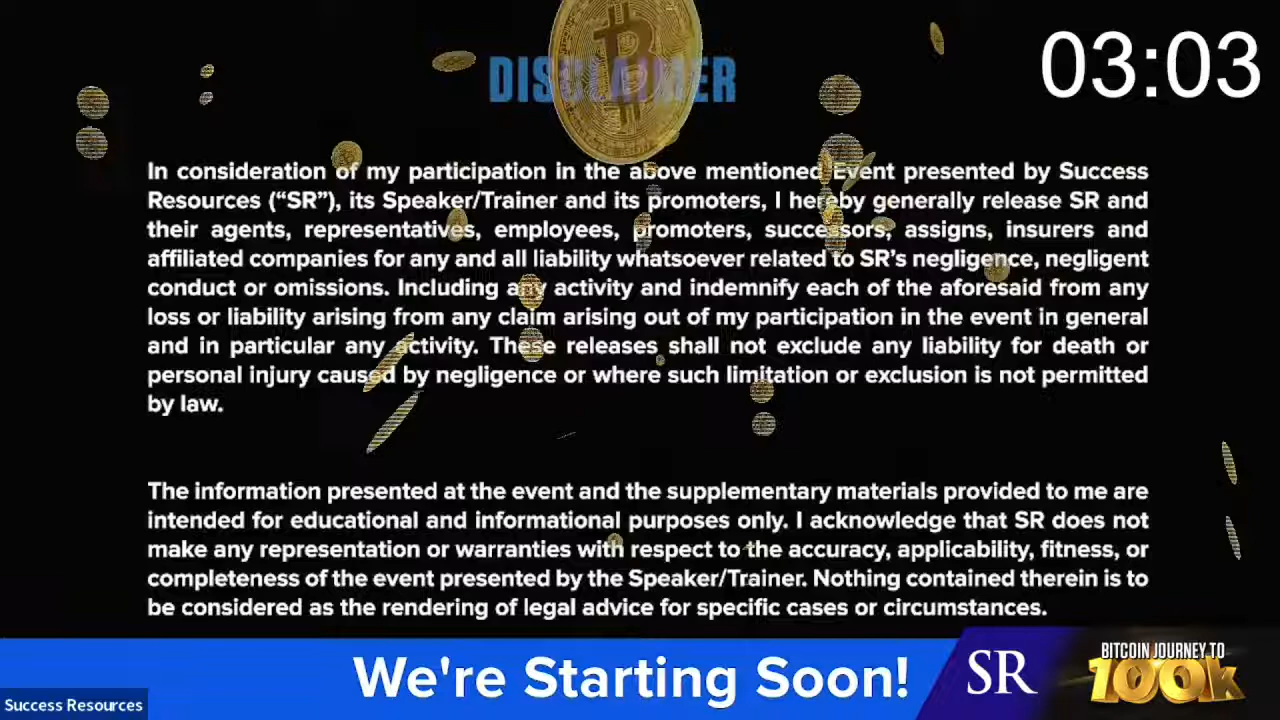 03:03
DISCLAIMER
In consideration of my participation in the above mentioned Event presented by Success
Resources (“SR”), its Speaker/Trainer and its promoters, I hereby generally release SR and
their agents, representatives, employees, promoters, successors, assigns, insurers and
affiliated companies for any and all liability whatsoever related to SR’s negligence, negligent
conduct or omissions. Including any activity and indemnify each of the aforesaid from any
loss or liability arising from any claim arising out of my participation in the event in general
and in particular any activity. These releases shall not exclude any liability for death or
personal injury caused by negligence or where such limitation or exclusion is not permitted
by law.
The information presented at the event and the supplementary materials provided to me are
intended for educational and informational purposes only. I acknowledge that SR does not
make any representation or warranties with respect to the accuracy, applicability, fitness, or
completeness of the event presented by the Speaker/Trainer. Nothing contained therein is to
be considered as the rendering of legal advice for specific cases or circumstances.
We're Starting Soon!
SR
BITCOIN JOURNEY TO
100k
Success Resources